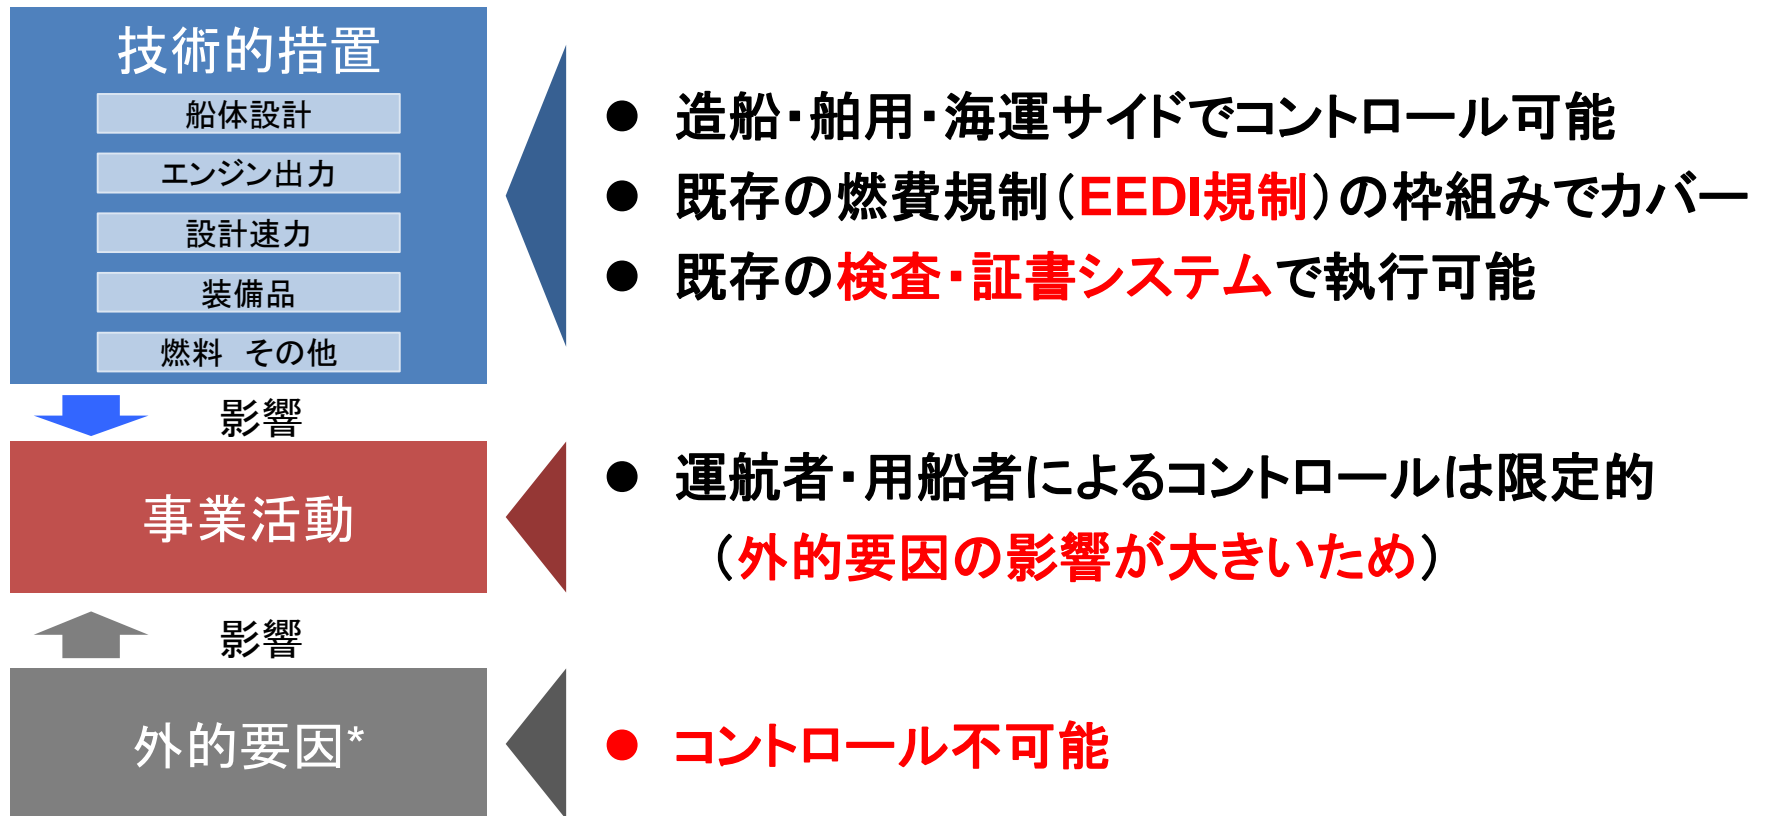 技術的措置
船体設計
エンジン出力
設計速力
装備品
燃料　その他
● 造船・舶用・海運サイドでコントロール可能
● 既存の燃費規制（EEDI規制）の枠組みでカバー
● 既存の検査・証書システムで執行可能
影響
事業活動
● 運航者・用船者によるコントロールは限定的
（外的要因の影響が大きいため）
影響
外的要因*
● コントロール不可能